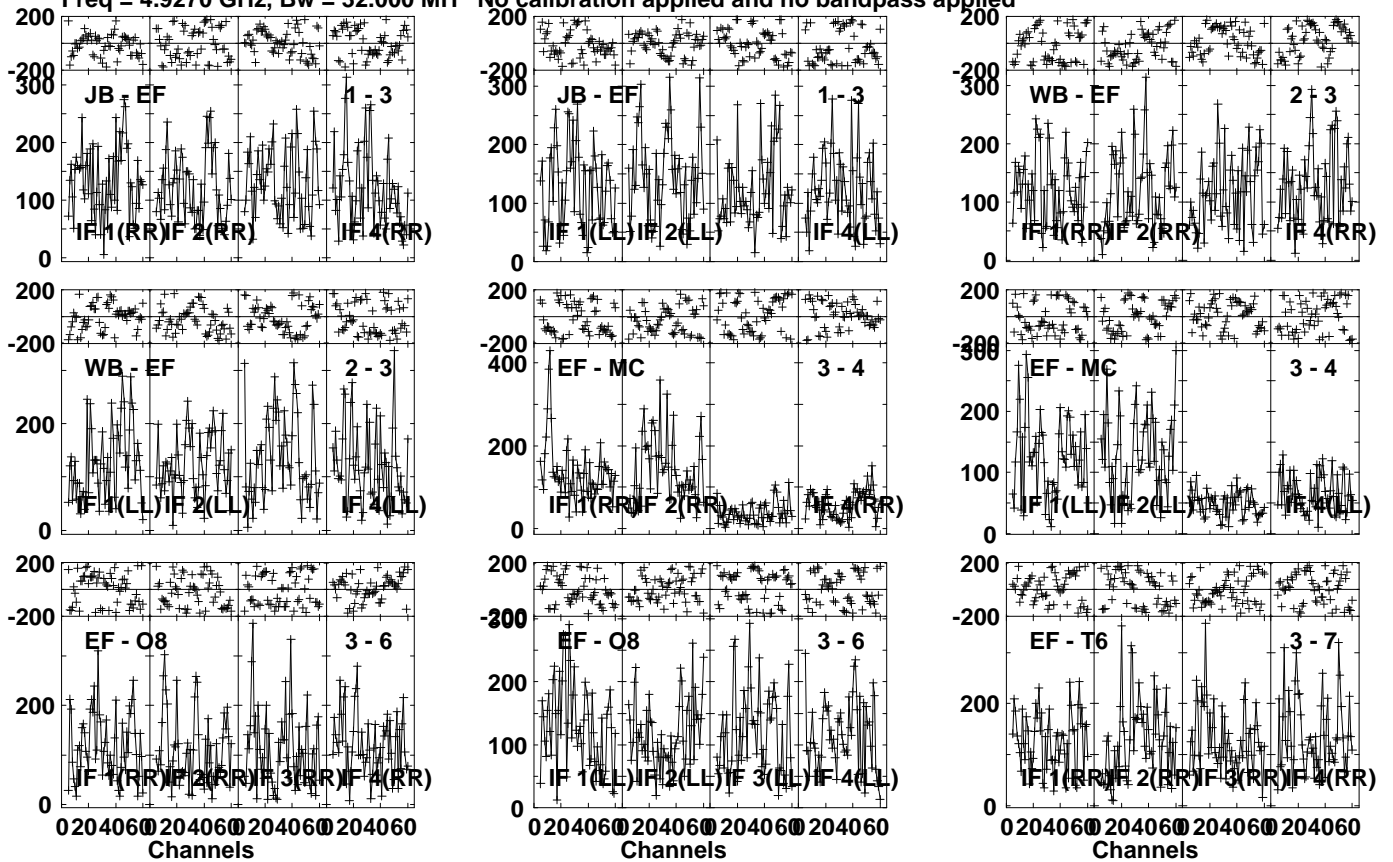 Freq = 4.9270 GHz, Bw = 32.000 MH No calibration applied and no bandpass applied
200
-200
300
200
100
0
JB - EF 1 - 3
IF 1(RR) IF 2(RR) IF 4(RR)
200
-200
300
200
100
0
JB - EF 1 - 3
IF 1(LL) IF 2(LL) IF 4(LL)
200
-200
300
200
100
0
WB - EF 2 - 3
IF 1(RR) IF 2(RR) IF 4(RR)
200
-200
200
0
WB - EF 2 - 3
IF 1(LL) IF 2(LL) IF 4(LL)
200
-200
400
200
0
EF - MC 3 - 4
IF 1(RR) IF 2(RR) IF 4(RR)
200
-200
300
200
100
0
EF - MC 3 - 4
IF 1(LL) IF 2(LL) IF 4(LL)
200
-200
200
0
EF - O8 3 - 6
IF 1(RR) IF 2(RR) IF 3(RR) IF 4(RR)
0 20 40 60 0 20 40 60 0 20 40 60 0 20 40 60
Channels
200
-200
300
200
100
0
EF - O8 3 - 6
IF 1(LL) IF 2(LL) IF 3(LL) IF 4(LL)
0 20 40 60 0 20 40 60 0 20 40 60 0 20 40 60
Channels
200
-200
200
0
EF - T6 3 - 7
IF 1(RR) IF 2(RR) IF 3(RR) IF 4(RR)
0 20 40 60 0 20 40 60 0 20 40 60 0 20 40 60
Channels